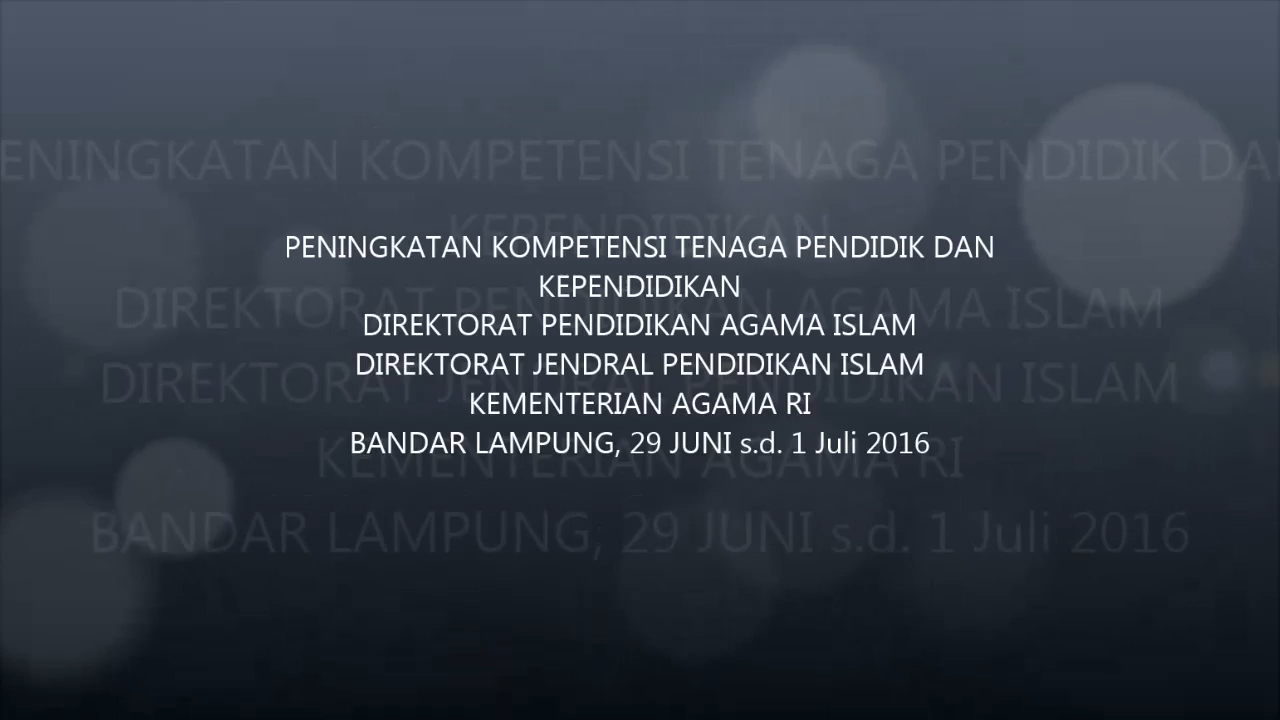 PENINGKATAN KOMPETENSI TENAGA PENDIDIK DAN
KEPENDIDIKAN
DIREKTORAT PENDIDIKAN AGAMA ISLAM
DIREKTORAT JENDRAL PENDIDIKAN ISLAM
KEMENTERIAN AGAMA RI
BANDAR LAMPUNG, 29 JUNI s.d. 1 Juli 2016